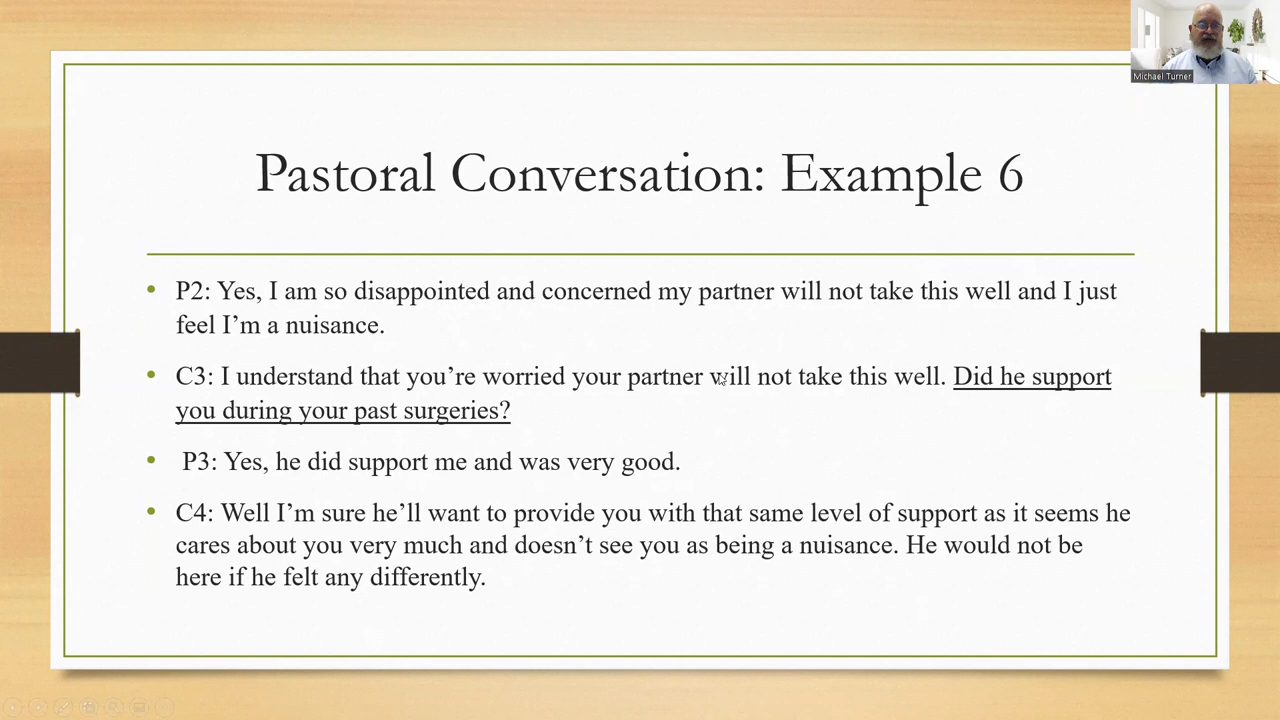 Michael Turner
Pastoral Conversation: Example 6
• P2: Yes, I am so disappointed and concerned my partner will not take this well and I just
feel I’m a nuisance.
• C3: I understand that you’re worried your partner will not take this well. Did he support
you during your past surgeries?
• P3: Yes, he did support me and was very good.
• C4: Well I’m sure he’ll want to provide you with that same level of support as it seems he
cares about you very much and doesn’t see you as being a nuisance. He would not be
here if he felt any differently.